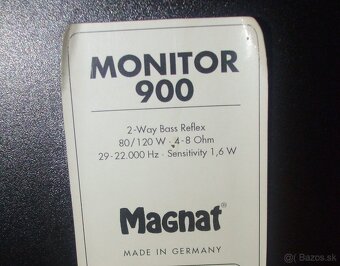 MONITOR
900
2-Way Bass Reflex
80/120 W · 4-8 Ohm
29-22.000 Hz · Sensitivity 1,6 W
Magnat®
MADE IN GERMANY
© Bazos.sk